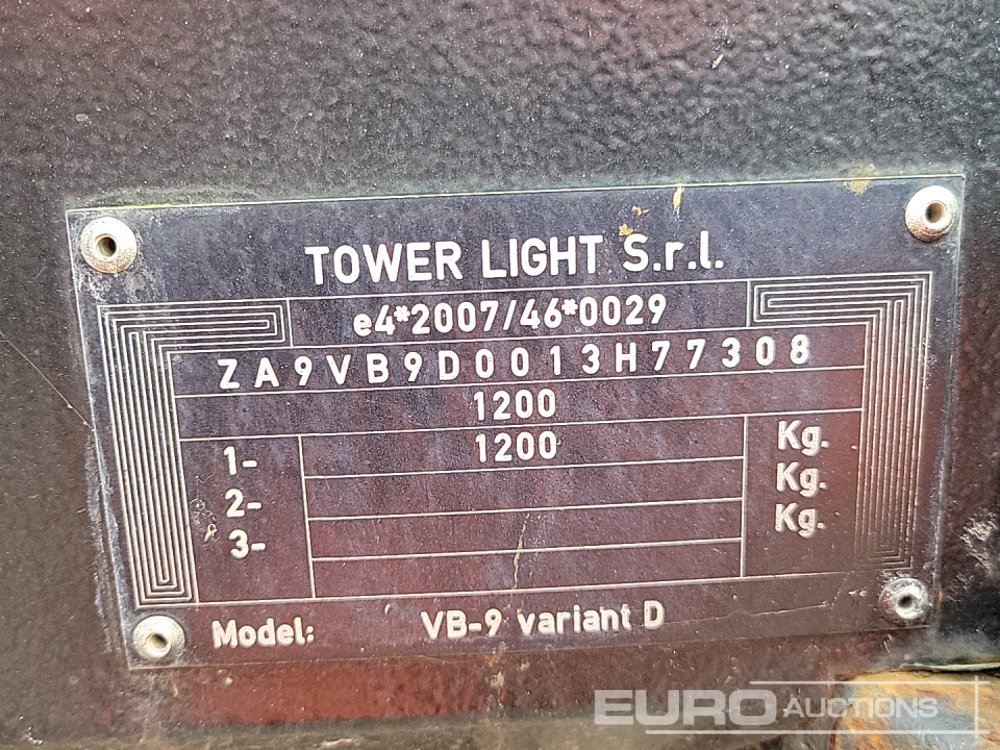 TOWER LIGHT S.r.l.
e4*2007/46*0029
ZA9VB9D0013H77308
1200
1- 1200 Kg.
2- Kg.
3- Kg.
Model: VB-9 variant D
EURO AUCTIONS